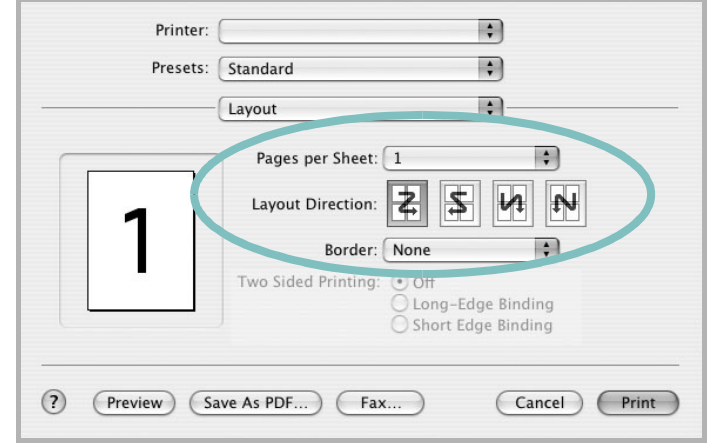 Printer:
Presets: Standard
Layout
Pages per Sheet: 1
1
Layout Direction:
Border: None
Two Sided Printing: Off
Long-Edge Binding
Short Edge Binding
? Preview Save As PDF... Fax... Cancel Print